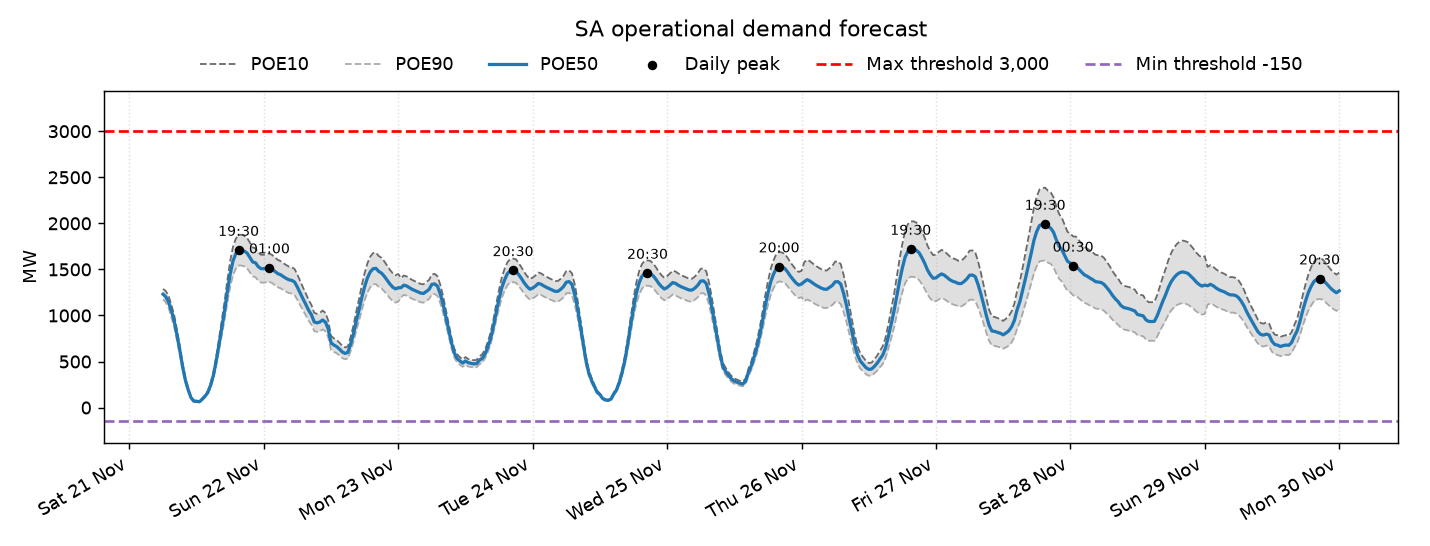 SA operational demand forecast
POE10 POE90 POE50 Daily peak Max threshold 3,000 Min threshold -150
MW
3000
2500
2000
1500
1000
500
0
19:30
01:00
20:30
20:30
20:00
19:30
19:30
00:30
20:30
Sat 21 Nov
Sun 22 Nov
Mon 23 Nov
Tue 24 Nov
Wed 25 Nov
Thu 26 Nov
Fri 27 Nov
Sat 28 Nov
Sun 29 Nov
Mon 30 Nov